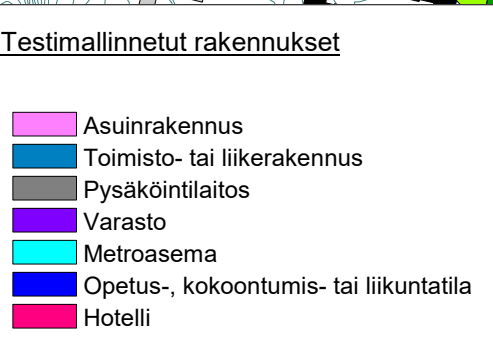 Testimallinnetut rakennukset
Asuinrakennus
Toimisto- tai liikerakennus
Pysäköintilaitos
Varasto
Metroasema
Opetus-, kokoontumis- tai liikuntatila
Hotelli